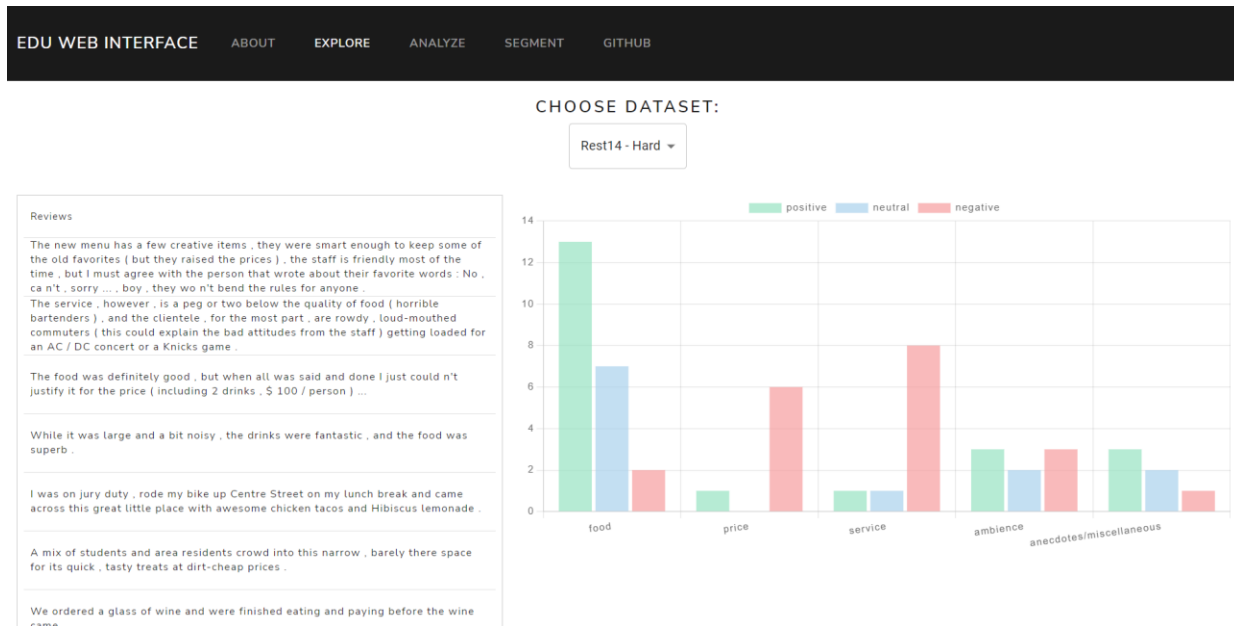 EDU WEB INTERFACE ABOUT EXPLORE ANALYZE SEGMENT GITHUB
CHOOSE DATASET:
Rest14 - Hard
Reviews
The new menu has a few creative items , they were smart enough to keep some of
the old favorites ( but they raised the prices ) , the staff is friendly most of the
time , but I must agree with the person that wrote about their favorite words : No ,
ca n't , sorry ... , boy , they wo n't bend the rules for anyone .
The service , however , is a peg or two below the quality of food ( horrible
bartenders ) , and the clientele , for the most part , are rowdy , loud-mouthed
commuters ( this could explain the bad attitudes from the staff ) getting loaded for
an AC / DC concert or a Knicks game .
The food was definitely good , but when all was said and done I just could n't
justify it for the price ( including 2 drinks , $ 100 / person ) ...
While it was large and a bit noisy , the drinks were fantastic , and the food was
superb .
I was on jury duty , rode my bike up Centre Street on my lunch break and came
across this great little place with awesome chicken tacos and Hibiscus lemonade .
A mix of students and area residents crowd into this narrow , barely there space
for its quick , tasty treats at dirt-cheap prices .
We ordered a glass of wine and were finished eating and paying before the wine
came
positive neutral negative
14
12
10
8
6
4
2
0
food price service ambience anecdotes/miscellaneous